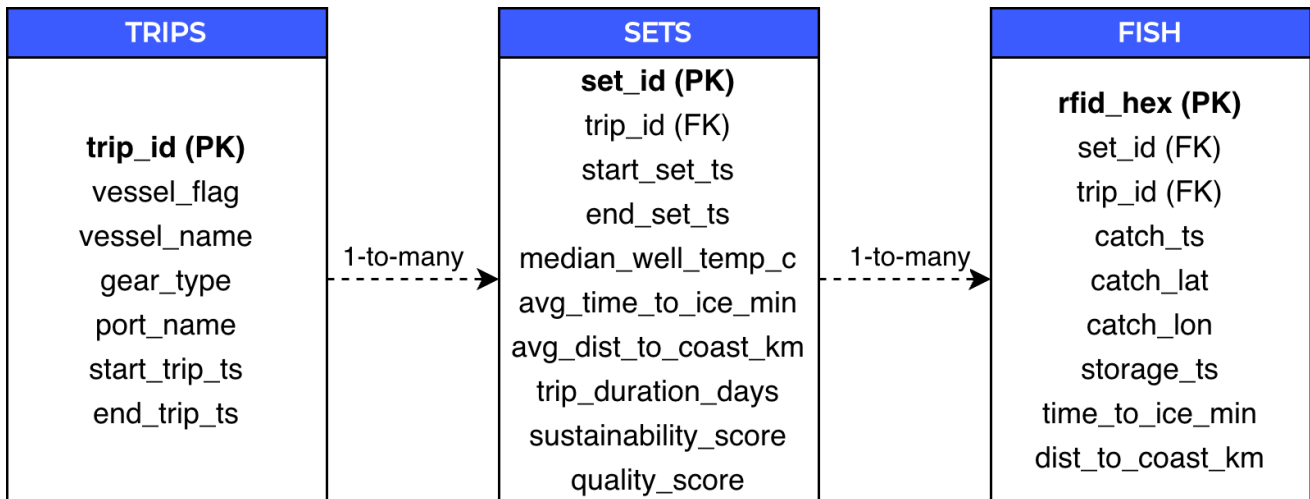 TRIPS
trip_id (PK)
vessel_flag
vessel_name
gear_type
port_name
start_trip_ts
end_trip_ts
1-to-many
SETS
set_id (PK)
trip_id (FK)
start_set_ts
end_set_ts
median_well_temp_c
avg_time_to_ice_min
avg_dist_to_coast_km
trip_duration_days
sustainability_score
quality_score
1-to-many
FISH
rfid_hex (PK)
set_id (FK)
trip_id (FK)
catch_ts
catch_lat
catch_lon
storage_ts
time_to_ice_min
dist_to_coast_km